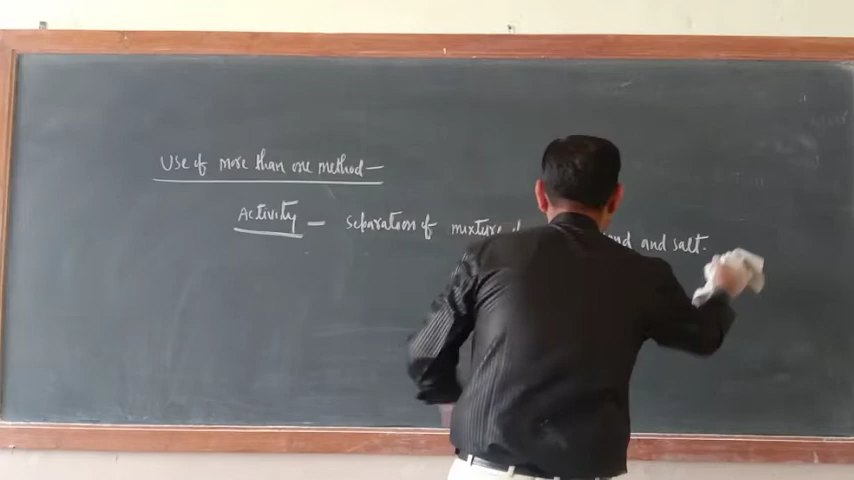 Use of more than one method –
Activity – Separation of mixture and salt.